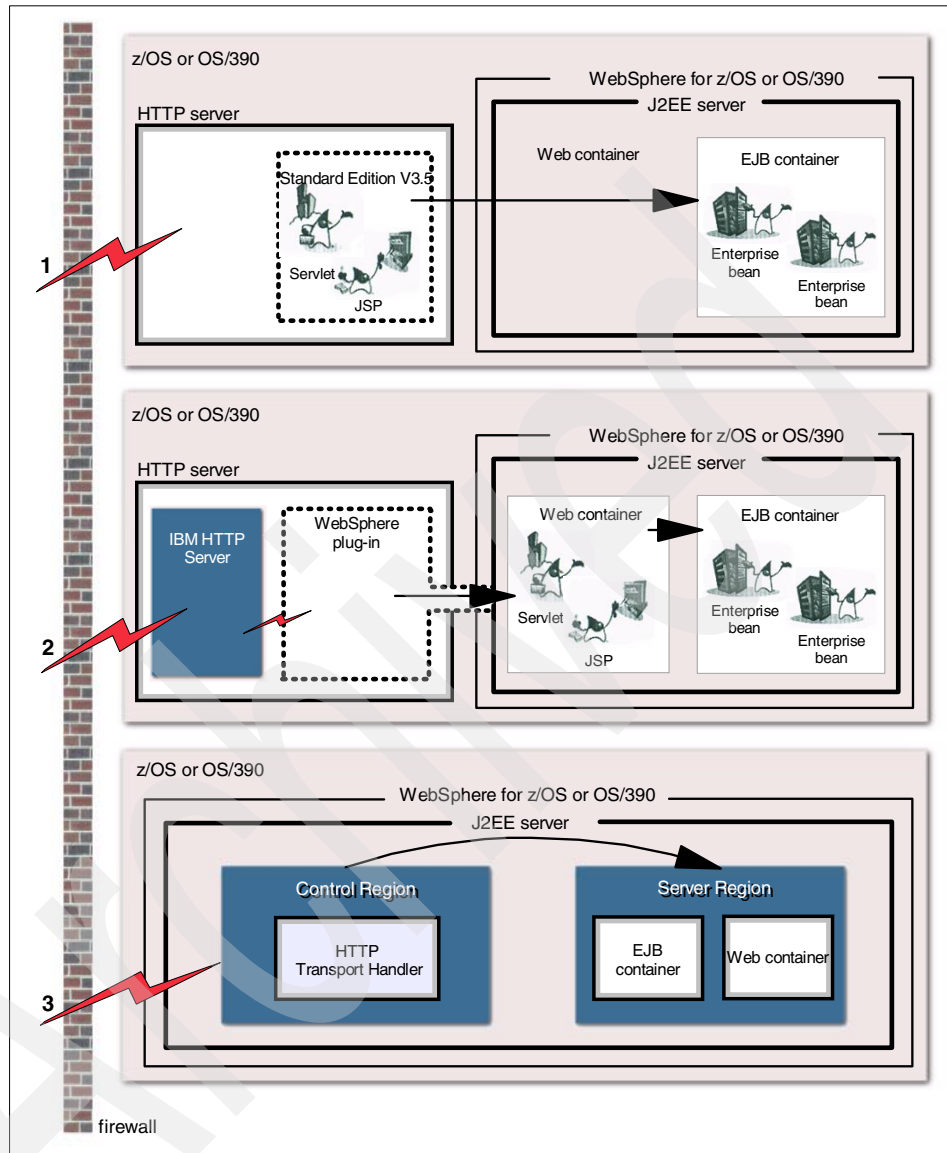 z/OS or OS/390
WebSphere for z/OS or OS/390
J2EE server
HTTP server
Standard Edition V3.5
Servlet
JSP
Web container
EJB container
Enterprise
bean
Enterprise
bean
1
z/OS or OS/390
WebSphere for z/OS or OS/390
J2EE server
HTTP server
IBM HTTP
Server
WebSphere
plug-in
Web container
Servlet
JSP
EJB container
Enterprise
bean
Enterprise
bean
2
z/OS or OS/390
WebSphere for z/OS or OS/390
J2EE server
Control Region
HTTP
Transport Handler
Server Region
EJB
container
Web container
3
firewall
Archived